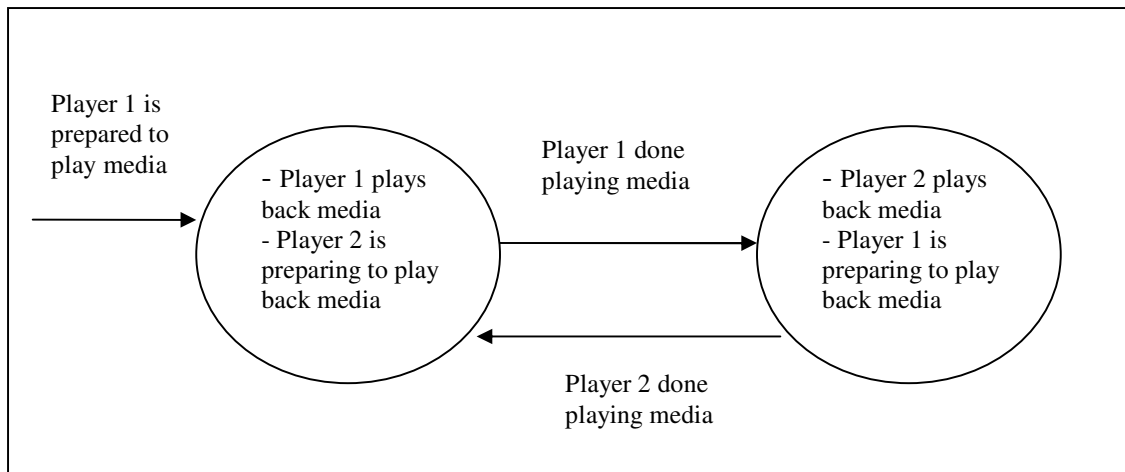 Player 1 is
prepared to
play media
- Player 1 plays
back media
- Player 2 is
preparing to play
back media
Player 1 done
playing media
- Player 2 plays
back media
- Player 1 is
preparing to play
back media
Player 2 done
playing media